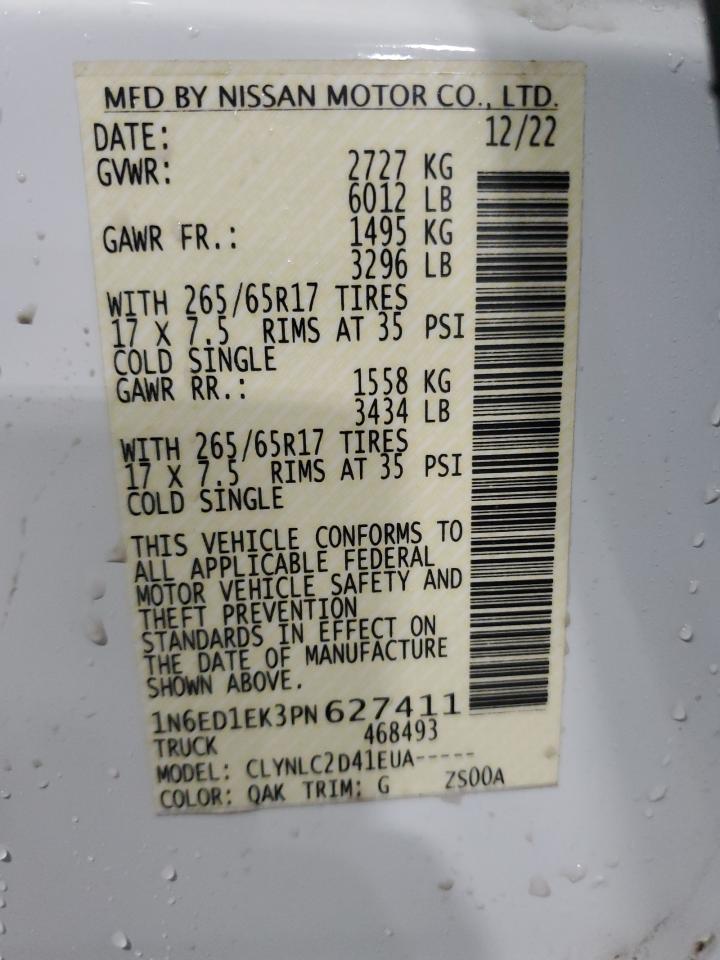 MFD BY NISSAN MOTOR CO., LTD.
DATE: 12/22
GVWR: 2727 KG
6012 LB
GAWR FR.: 1495 KG
3296 LB
WITH 265/65R17 TIRES
17 X 7.5 RIMS AT 35 PSI
COLD SINGLE
GAWR RR.: 1558 KG
3434 LB
WITH 265/65R17 TIRES
17 X 7.5 RIMS AT 35 PSI
COLD SINGLE
THIS VEHICLE CONFORMS TO
ALL APPLICABLE FEDERAL
MOTOR VEHICLE SAFETY AND
THEFT PREVENTION
STANDARDS IN EFFECT ON
THE DATE OF MANUFACTURE
SHOWN ABOVE.
1N6ED1EK3PN627411
TRUCK 468493
MODEL: CLYNLC2D41EUA-----
COLOR: QAK TRIM: G ZS00A